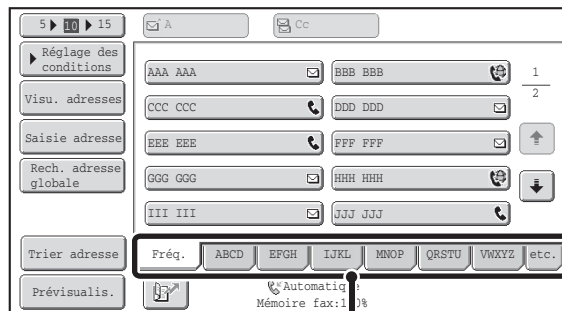 5 10 15
A
Cc
Réglage des
conditions
Visu. adresses
Saisie adresse
Rech. adresse
globale
Trier adresse
Prévisualis.
AAA AAA
BBB BBB
CCC CCC
DDD DDD
EEE EEE
FFF FFF
GGG GGG
HHH HHH
III III
JJJ JJJ
1
2
Fréq. ABCD EFGH IJKL MNOP QRSTU VWXYZ etc.
Mémoire